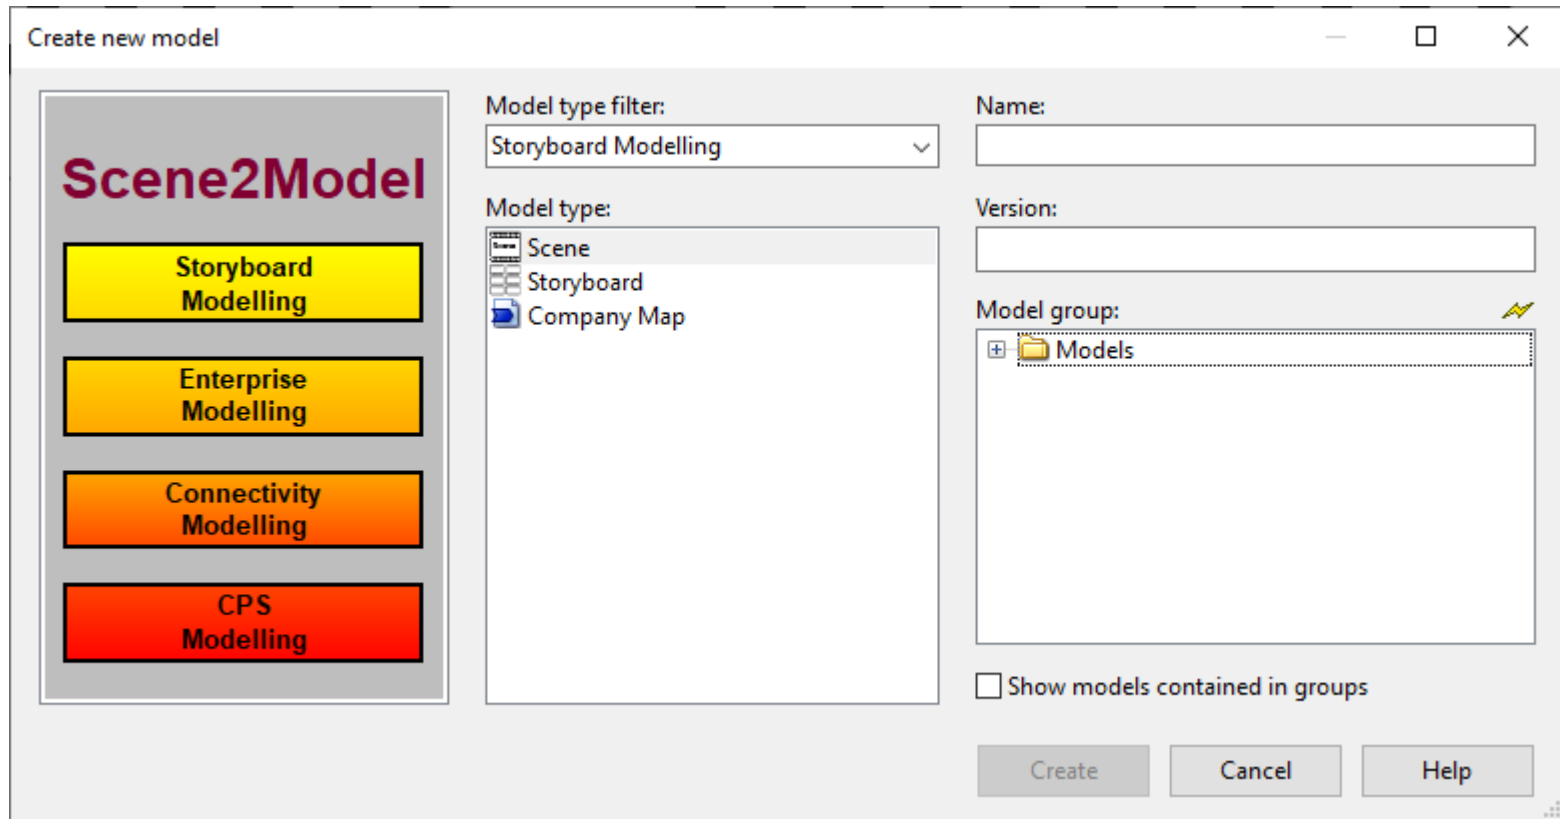 Create new model
Scene2Model
Storyboard
Modelling
Enterprise
Modelling
Connectivity
Modelling
CPS
Modelling
Model type filter:
Storyboard Modelling
Model type:
Scene
Storyboard
Company Map
Name:
Version:
Model group:
Models
Show models contained in groups
Create
Cancel
Help